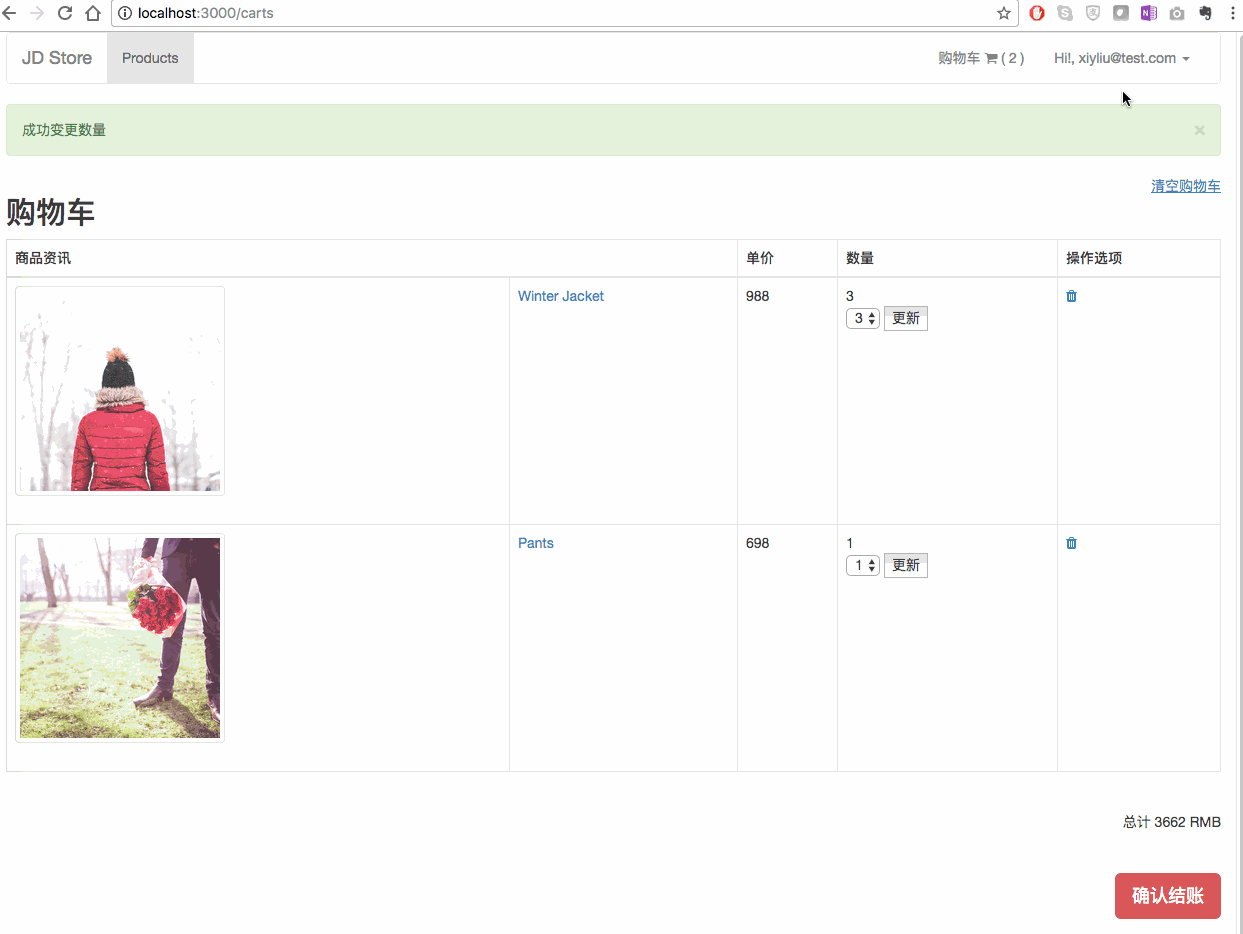 localhost:3000/carts
JD Store Products 购物车 ( 2 ) Hi!, xiyliu@test.com
成功变更数量 ×
清空购物车
购物车
商品资讯 单价 数量 操作选项
Winter Jacket 988 3
3 更新
Pants 698 1
1 更新
总计 3662 RMB
确认结账